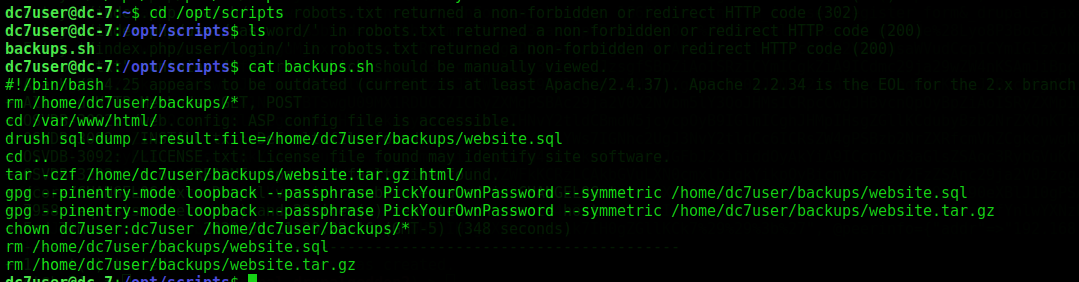 dc7user@dc-7:~$ cd /opt/scripts
dc7user@dc-7:/opt/scripts$ ls
backups.sh
dc7user@dc-7:/opt/scripts$ cat backups.sh
#!/bin/bash
rm /home/dc7user/backups/*
cd /var/www/html/
drush sql-dump --result-file=/home/dc7user/backups/website.sql
cd ..
tar -czf /home/dc7user/backups/website.tar.gz html/
gpg --pinentry-mode loopback --passphrase PickYourOwnPassword --symmetric /home/dc7user/backups/website.sql
gpg --pinentry-mode loopback --passphrase PickYourOwnPassword --symmetric /home/dc7user/backups/website.tar.gz
chown dc7user:dc7user /home/dc7user/backups/*
rm /home/dc7user/backups/website.sql
rm /home/dc7user/backups/website.tar.gz
dc7user@dc-7:/opt/scripts$